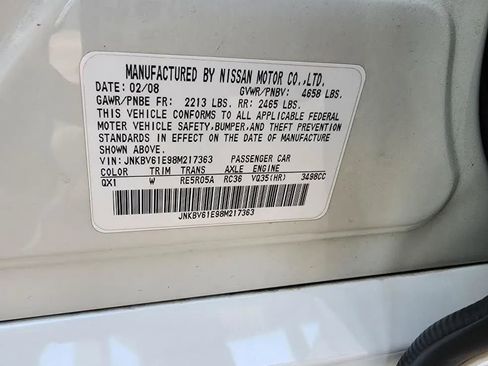 MANUFACTURED BY NISSAN MOTOR CO.,LTD.
DATE: 02/08 GVWR/PNBV: 4658 LBS.
GAWR/PNBE FR: 2213 LBS. RR: 2465 LBS.
THIS VEHICLE CONFORMS TO ALL APPLICABLE FEDERAL
MOTOR VEHICLE SAFETY,BUMPER,AND THEFT PREVENTION
STANDARDS IN EFFECT ON THE DATE OF MANUFACTURE
SHOWN ABOVE.
VIN: JNKBV61E98M217363 PASSENGER CAR
COLOR TRIM TRANS AXLE ENGINE
QX1 W RE5R05A RC36 VQ35(HR) 3498CC
JNKBV61E98M217363